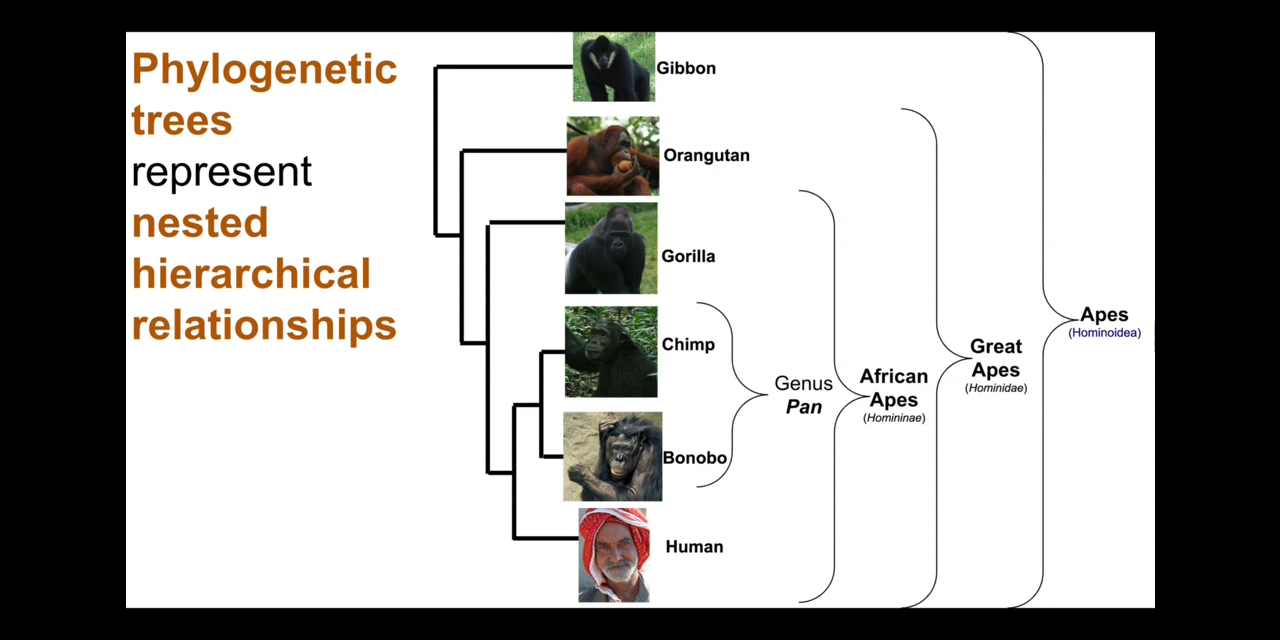 Phylogenetic
trees
represent
nested
hierarchical
relationships
Gibbon
Orangutan
Gorilla
Chimp
Bonobo
Human
Genus
Pan
African
Apes
(Homininae)
Great
Apes
(Hominidae)
Apes
(Hominoidea)